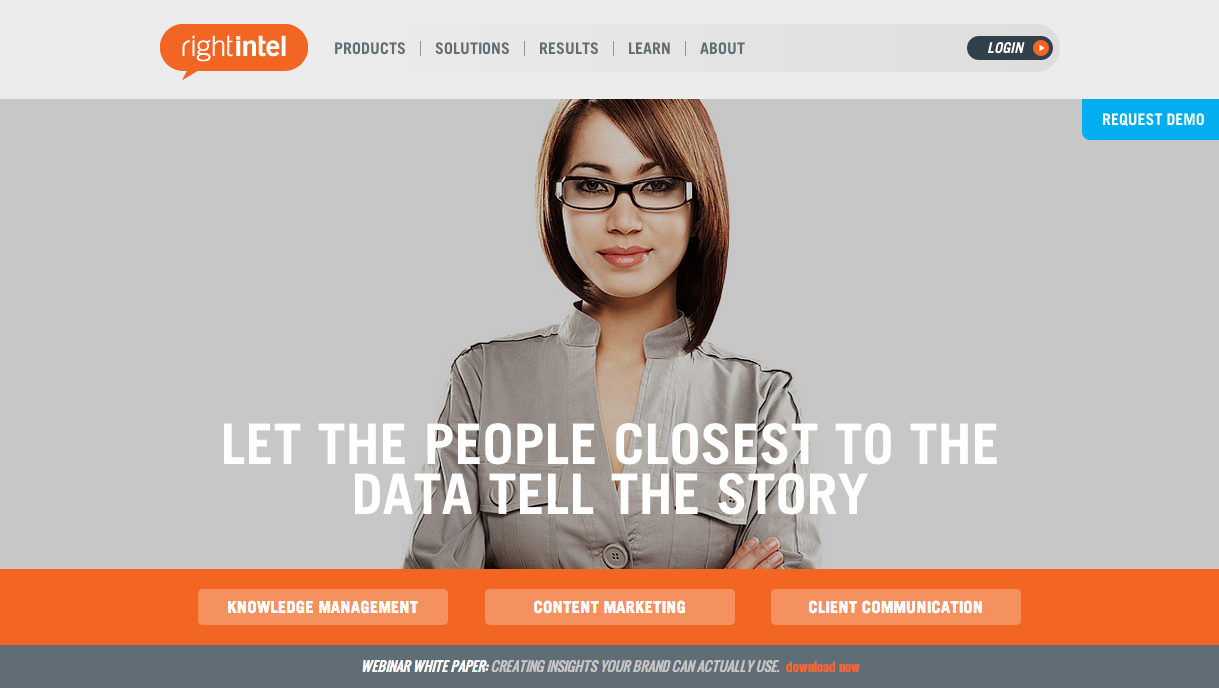 rightintel
PRODUCTS
SOLUTIONS
RESULTS
LEARN
ABOUT
LOGIN
REQUEST DEMO
LET THE PEOPLE CLOSEST TO THE
DATA TELL THE STORY
KNOWLEDGE MANAGEMENT
CONTENT MARKETING
CLIENT COMMUNICATION
WEBINAR WHITE PAPER: CREATING INSIGHTS YOUR BRAND CAN ACTUALLY USE. download now